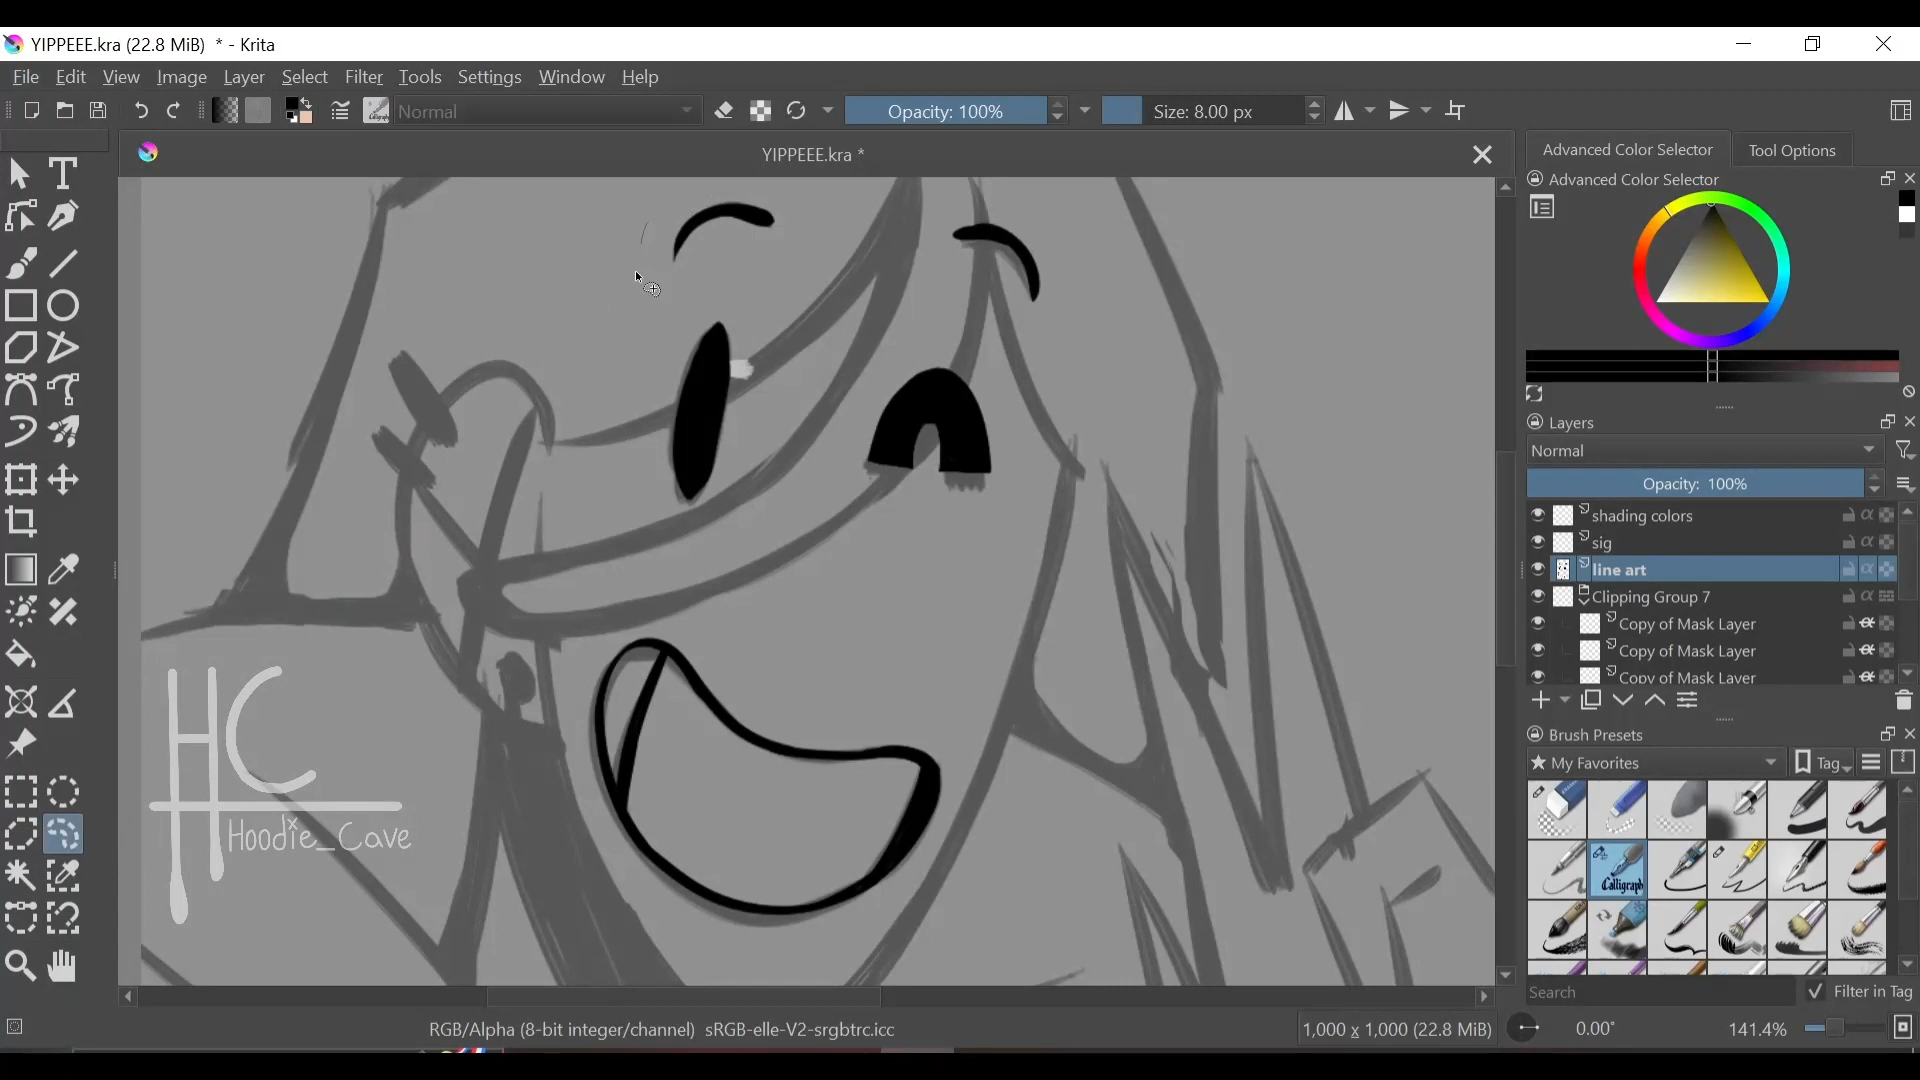 YIPPEEE.kra (22.8 MiB) * - Krita
File Edit View Image Layer Select Filter Tools Settings Window Help
Normal
Opacity: 100%
Size: 8.00 px
YIPPEEE.kra *
Advanced Color Selector
Tool Options
Advanced Color Selector
Layers
Normal
Opacity: 100%
shading colors
sig
line art
Clipping Group 7
Copy of Mask Layer
Copy of Mask Layer
Copy of Mask Layer
Brush Presets
My Favorites
Tag
Calligraph
Search
Filter in Tag
HC
Hoodie_Cave
RGB/Alpha (8-bit integer/channel) sRGB-elle-V2-srgbtrc.icc
1,000 x 1,000 (22.8 MiB)
0.00°
141.4%